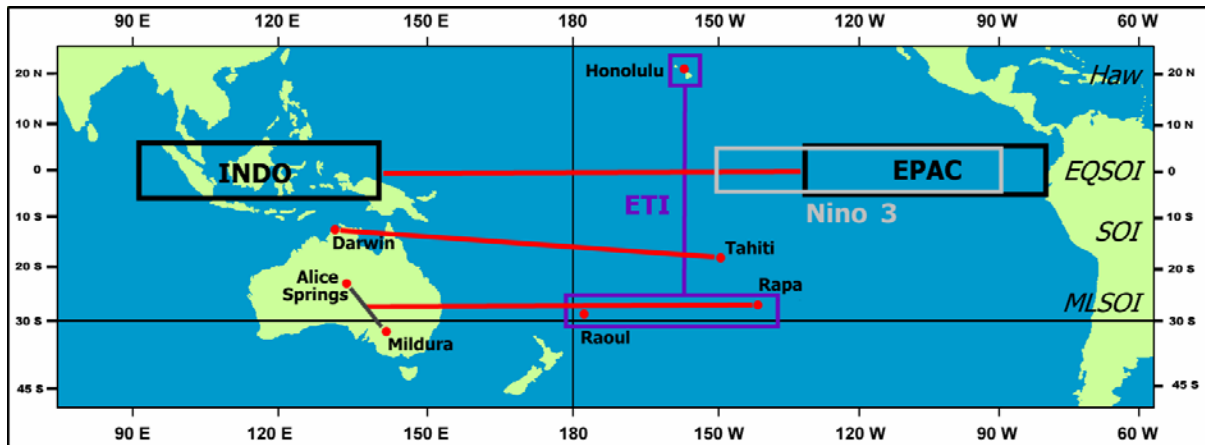 90 E 120 E 150 E 180 150 W 120 W 90 W 60 W
20 N Honolulu Haw 20 N
10 N 10 N
0 INDO EPAC EQSOI 0
ETI Nino 3
10 S SOI 10 S
Darwin Tahiti
20 S 20 S
Alice
Springs
Rapa
MLSOI
30 S 30 S
Mildura Raoul
45 S 45 S
90 E 120 E 150 E 180 150 W 120 W 90 W 60 W